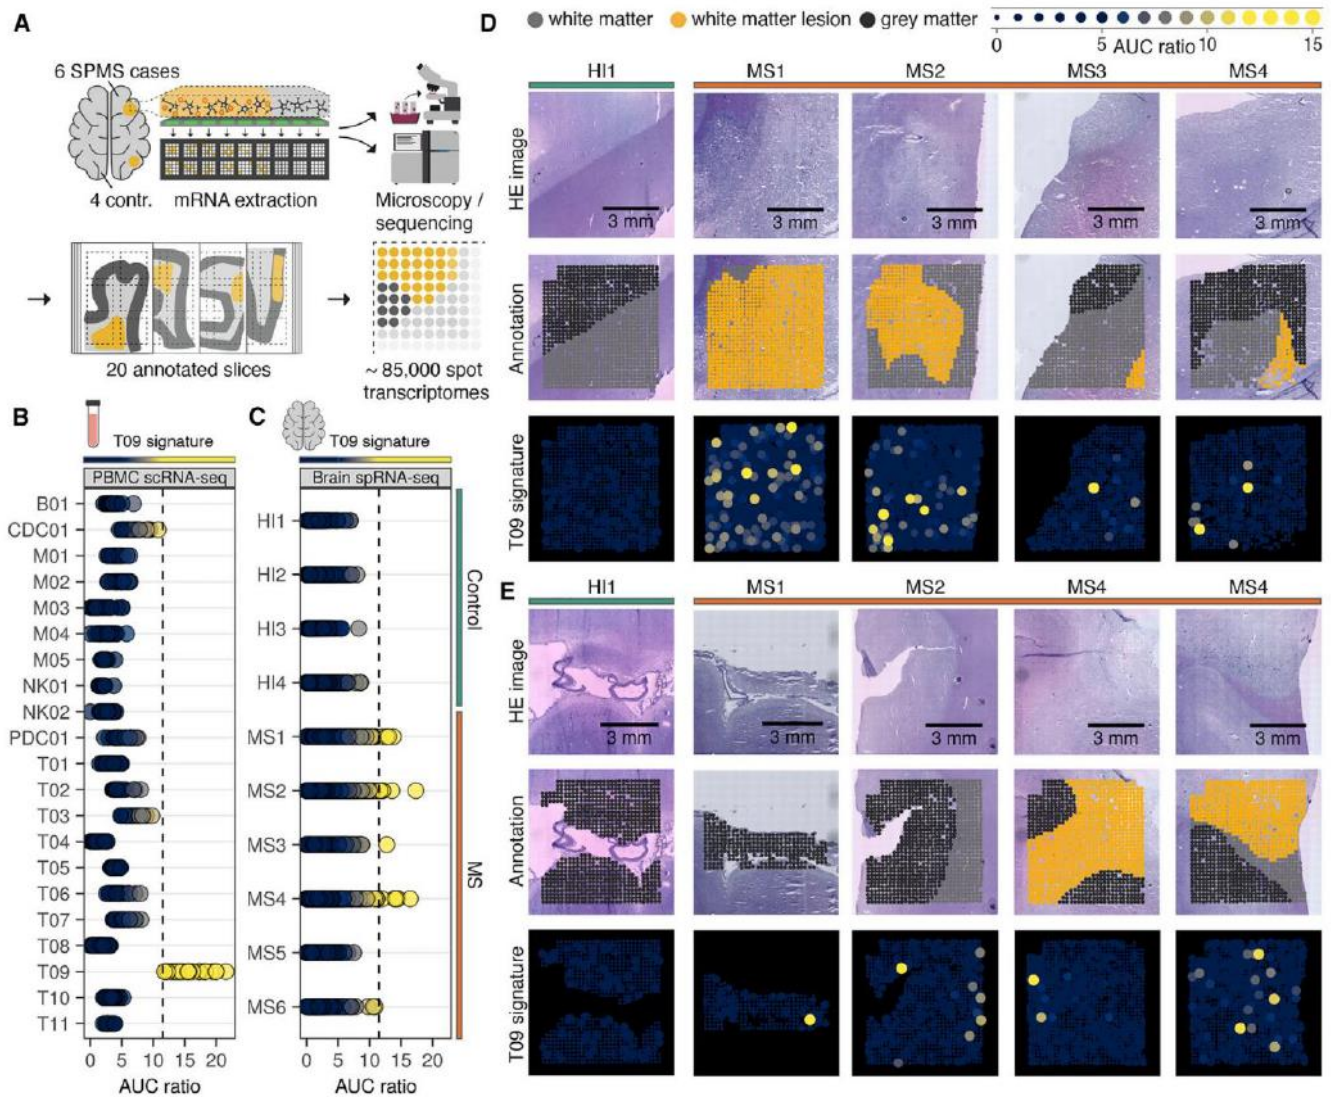 A
6 SPMS cases
4 contr.
mRNA extraction
Microscopy /
sequencing
20 annotated slices
~ 85,000 spot
transcriptomes
B
T09 signature
PBMC scRNA-seq
B01
CDC01
M01
M02
M03
M04
M05
NK01
NK02
PDC01
T01
T02
T03
T04
T05
T06
T07
T08
T09
T10
T11
0 5 10 15 20
AUC ratio
C
T09 signature
Brain spRNA-seq
HI1
HI2
HI3
HI4
MS1
MS2
MS3
MS4
MS5
MS6
Control
MS
0 5 10 15 20
AUC ratio
D
white matter
white matter lesion
grey matter
0 5 AUC ratio 10 15
HI1 MS1 MS2 MS3 MS4
HE image
3 mm 3 mm 3 mm 3 mm 3 mm
Annotation
T09 signature
E
HI1 MS1 MS2 MS4 MS4
HE image
3 mm 3 mm 3 mm 3 mm 3 mm
Annotation
T09 signature